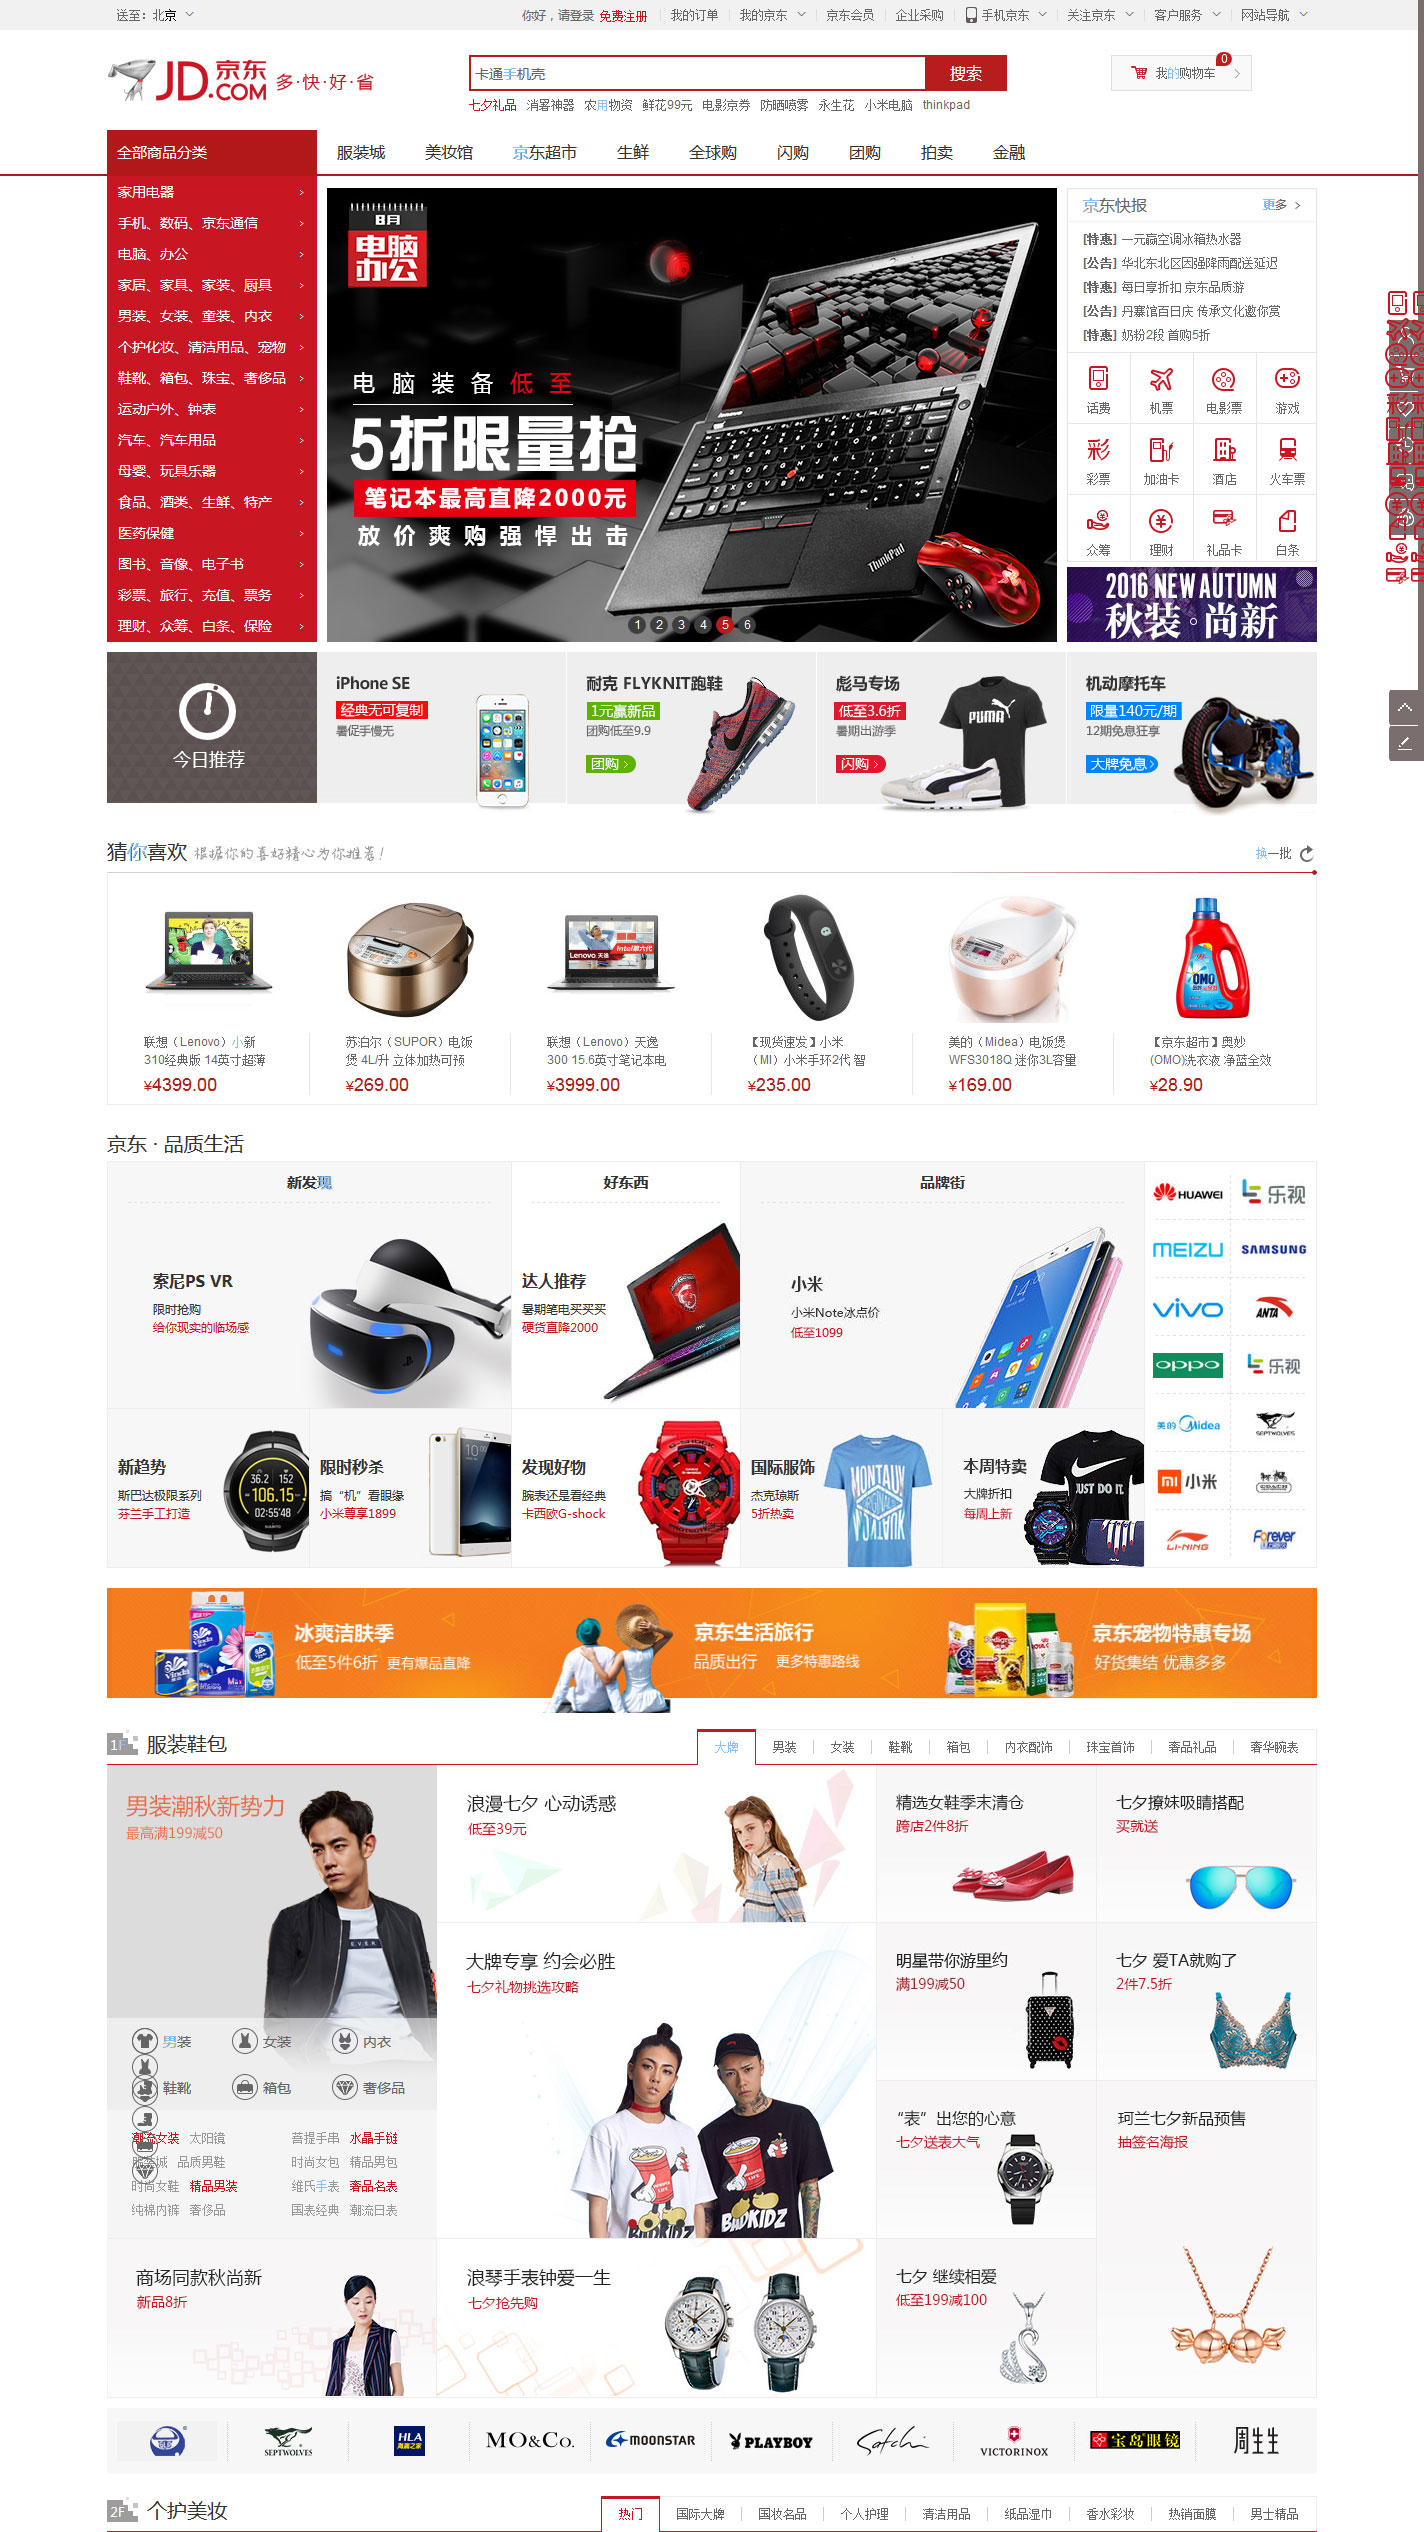 送至：北京
你好，请登录 免费注册 我的订单 我的京东 京东会员 企业采购 手机京东 关注京东 客户服务 网站导航
JD.COM 京东 多·快·好·省
卡通手机壳 搜索
我的购物车 0
七夕礼品 消署神器 农用物资 鲜花99元 电影京券 防晒喷雾 永生花 小米电脑 thinkpad
全部商品分类 服装城 美妆馆 京东超市 生鲜 全球购 闪购 团购 拍卖 金融
家用电器
手机、数码、京东通信
电脑、办公
家居、家具、家装、厨具
男装、女装、童装、内衣
个护化妆、清洁用品、宠物
鞋靴、箱包、珠宝、奢侈品
运动户外、钟表
汽车、汽车用品
母婴、玩具乐器
食品、酒类、生鲜、特产
医药保健
图书、音像、电子书
彩票、旅行、充值、票务
理财、众筹、白条、保险
8月
电脑
办公
电脑装备低至
5折限量抢
笔记本最高直降2000元
放价爽购强悍出击
lenovo
ThinkPad
1 2 3 4 5 6
京东快报 更多 >
[特惠] 一元赢空调冰箱热水器
[公告] 华北东北区因强降雨配送延迟
[特惠] 每日享折扣 京东品质游
[公告] 丹寨馆百日庆 传承文化邀你赏
[特惠] 奶粉2段 首购5折
话费 机票 电影票 游戏
彩
彩票 加油卡 酒店 火车票
众筹 理财 礼品卡 白条
2016 NEW AUTUMN
秋装。尚新
今日推荐
iPhone SE
经典无可复制
暑促手慢无
耐克 FLYKNIT跑鞋
1元赢新品
团购低至9.9
团购 >
彪马专场
低至3.6折
暑期出游季
闪购 >
PUMA
机动摩托车
限量140元/期
12期免息狂享
大牌免息>
猜你喜欢 根据你的喜好精心为你推荐！ 换一批
联想（Lenovo）小新
310经典版 14英寸超薄
¥4399.00
苏泊尔（SUPOR）电饭
煲 4L/升 立体加热可预
¥269.00
Lenovo 天逸 Intel第六代
联想（Lenovo）天逸
300 15.6英寸笔记本电
¥3999.00
【现货速发】小米
（MI）小米手环2代 智
¥235.00
美的（Midea）电饭煲
WFS3018Q 迷你3L容量
¥169.00
OMO
【京东超市】奥妙
(OMO)洗衣液 净蓝全效
¥28.90
京东 · 品质生活
新发现 好东西 品牌街
索尼PS VR
限时抢购
给你现实的临场感
达人推荐
暑期笔电买买买
硬货直降2000
小米
小米Note冰点价
低至1099
HUAWEI 乐视
MEIZU SAMSUNG
vivo ANTA
oppo 乐视
美的 Midea SEPTWOLVES
小米 COACH
LI-NING Forever
新趋势
斯巴达极限系列
芬兰手工打造
36.2 152
106.15
02:55'48
限时秒杀
搞“机”看眼缘
小米尊享1899
发现好物
腕表还是看经典
卡西欧G-shock
G-SHOCK
国际服饰
杰克琼斯
5折热卖
MONTAUK
本周特卖
大牌折扣
每周上新
JUST DO IT.
冰爽洁肤季
低至5件6折 更有爆品直降
京东生活旅行
品质出行 更多特惠路线
京东宠物特惠专场
好货集结 优惠多多
1F 服装鞋包 大牌 男装 女装 鞋靴 箱包 内衣配饰 珠宝首饰 奢品礼品 奢华腕表
男装潮秋新势力
最高满199减50
男装 女装 内衣
鞋靴 箱包 奢侈品
潮流女装 太阳镜 菩提手串 水晶手链
服装城 品质男鞋 时尚女包 精品男包
时尚女鞋 精品男装 维氏手表 奢品名表
纯棉内裤 奢侈品 国表经典 潮流日表
浪漫七夕 心动诱惑
低至39元
精选女鞋季末清仓
跨店2件8折
七夕撩妹吸睛搭配
买就送
大牌专享 约会必胜
七夕礼物挑选攻略
BADKIDZ BADKIDZ
明星带你游里约
满199减50
七夕 爱TA就购了
2件7.5折
“表”出您的心意
七夕送表大气
珂兰七夕新品预售
抽签名海报
商场同款秋尚新
新品8折
浪琴手表钟爱一生
七夕抢先购
七夕 继续相爱
低至199减100
SEPTWOLVES HLA 海澜之家 MO&Co. MOONSTAR PLAYBOY Satchi VICTORINOX 宝岛眼镜 周生生
2F 个护美妆 热门 国际大牌 国妆名品 个人护理 清洁用品 纸品湿巾 香水彩妆 热销面膜 男士精品